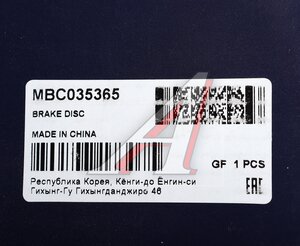 MBC035365
BRAKE DISC
MADE IN CHINA
GF 1 PCS
Республика Корея, Кёнги-до Ёнгин-си
Гихынг-Гу Гихынгданджиро 46
EAC